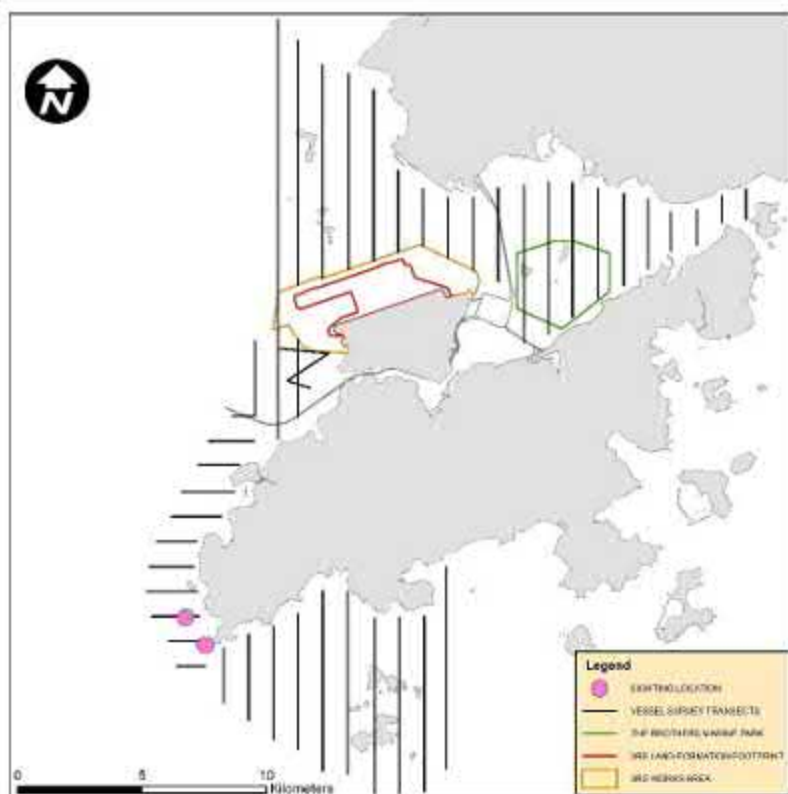 N
Legend
SIGHTING LOCATION
VESSEL SURVEY TRANSECTS
THE BROTHERS MARINE PARK
3RS LAND-FORMATION FOOTPRINT
3RS WORKS AREA
0 5 10
Kilometers